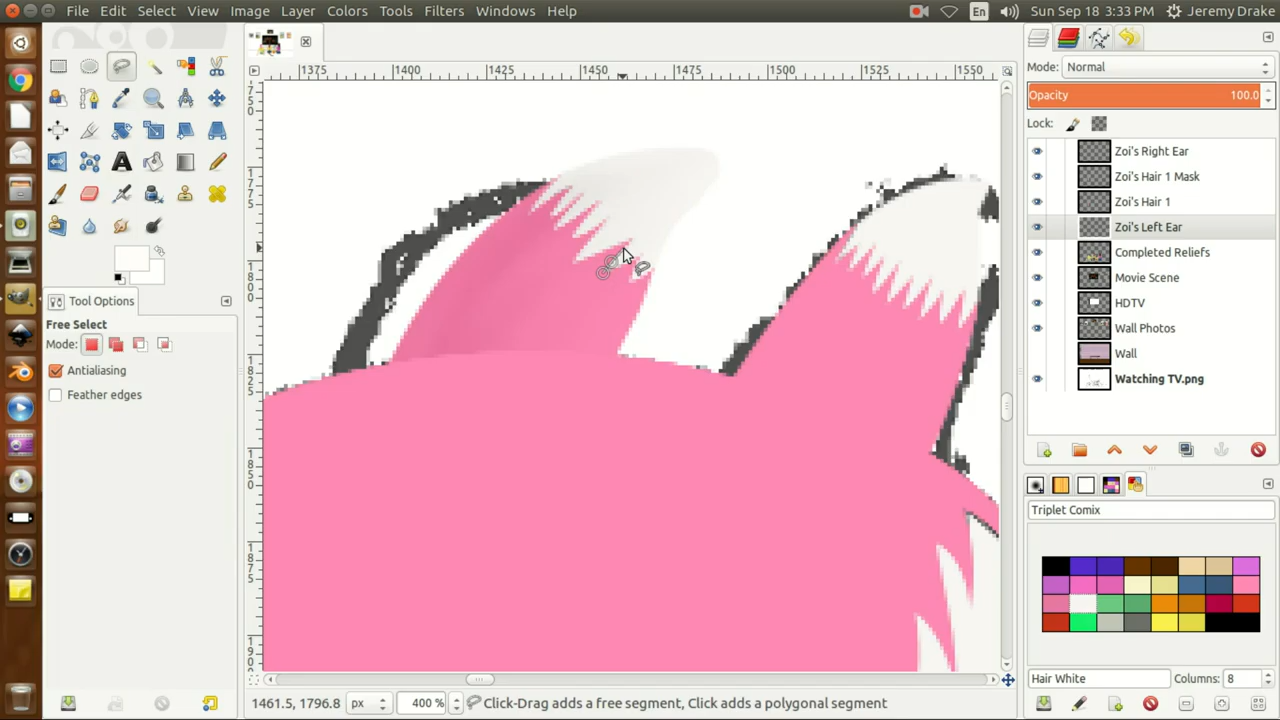 File Edit Select View Image Layer Colors Tools Filters Windows Help
En Sun Sep 18 3:33 PM Jeremy Drake
1375 1400 1425 1450 1475 1500 1525 1550
Mode: Normal
Opacity 100.0
Lock:
Zoi's Right Ear
Zoi's Hair 1 Mask
Zoi's Hair 1
Zoi's Left Ear
Completed Reliefs
Movie Scene
HDTV
Wall Photos
Wall
Watching TV.png
Tool Options
Free Select
Mode:
Antialiasing
Feather edges
Triplet Comix
Hair White Columns: 8
1461.5, 1796.8 px 400 % Click-Drag adds a free segment, Click adds a polygonal segment